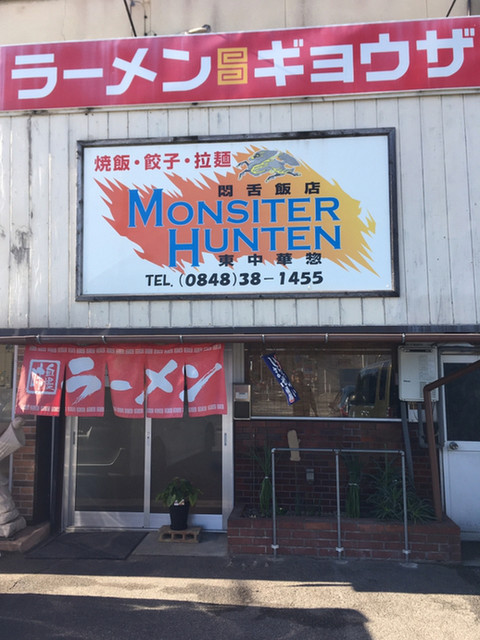 ラーメン ギョウザ
焼飯・餃子・拉麺
悶舌飯店
MONSITER
HUNTEN
東中華惣
TEL.(0848)38-1455
ラーメン